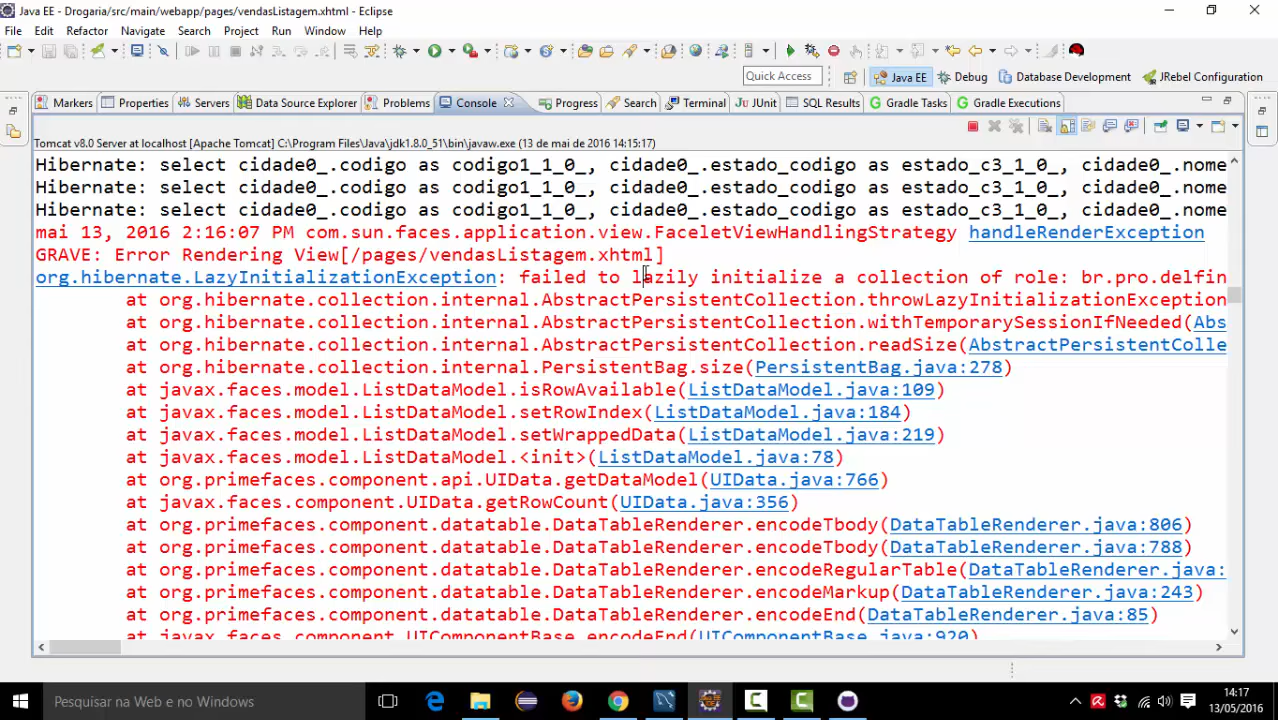 Java EE - Drogaria/src/main/webapp/pages/vendasListagem.xhtml - Eclipse
File Edit Refactor Navigate Search Project Run Window Help
Quick Access Java EE Debug Database Development JRebel Configuration
Markers Properties Servers Data Source Explorer Problems Console Progress Search Terminal JUnit SQL Results Gradle Tasks Gradle Executions
Tomcat v8.0 Server at localhost [Apache Tomcat] C:\Program Files\Java\jdk1.8.0_51\bin\javaw.exe (13 de mai de 2016 14:15:17)
Hibernate: select cidade0_.codigo as codigo1_1_0_, cidade0_.estado_codigo as estado_c3_1_0_, cidade0_.nome
Hibernate: select cidade0_.codigo as codigo1_1_0_, cidade0_.estado_codigo as estado_c3_1_0_, cidade0_.nome
Hibernate: select cidade0_.codigo as codigo1_1_0_, cidade0_.estado_codigo as estado_c3_1_0_, cidade0_.nome
mai 13, 2016 2:16:07 PM com.sun.faces.application.view.FaceletViewHandlingStrategy handleRenderException
GRAVE: Error Rendering View[/pages/vendasListagem.xhtml]
org.hibernate.LazyInitializationException: failed to lazily initialize a collection of role: br.pro.delfin
at org.hibernate.collection.internal.AbstractPersistentCollection.throwLazyInitializationException
at org.hibernate.collection.internal.AbstractPersistentCollection.withTemporarySessionIfNeeded(Abs
at org.hibernate.collection.internal.AbstractPersistentCollection.readSize(AbstractPersistentColle
at org.hibernate.collection.internal.PersistentBag.size(PersistentBag.java:278)
at javax.faces.model.ListDataModel.isRowAvailable(ListDataModel.java:109)
at javax.faces.model.ListDataModel.setRowIndex(ListDataModel.java:184)
at javax.faces.model.ListDataModel.setWrappedData(ListDataModel.java:219)
at javax.faces.model.ListDataModel.<init>(ListDataModel.java:78)
at org.primefaces.component.api.UIData.getDataModel(UIData.java:766)
at javax.faces.component.UIData.getRowCount(UIData.java:356)
at org.primefaces.component.datatable.DataTableRenderer.encodeTbody(DataTableRenderer.java:806)
at org.primefaces.component.datatable.DataTableRenderer.encodeTbody(DataTableRenderer.java:788)
at org.primefaces.component.datatable.DataTableRenderer.encodeRegularTable(DataTableRenderer.java:
at org.primefaces.component.datatable.DataTableRenderer.encodeMarkup(DataTableRenderer.java:243)
at org.primefaces.component.datatable.DataTableRenderer.encodeEnd(DataTableRenderer.java:85)
at javax.faces.component.UIComponentBase.encodeEnd(UIComponentBase.java:920)
Pesquisar na Web e no Windows
14:17
13/05/2016